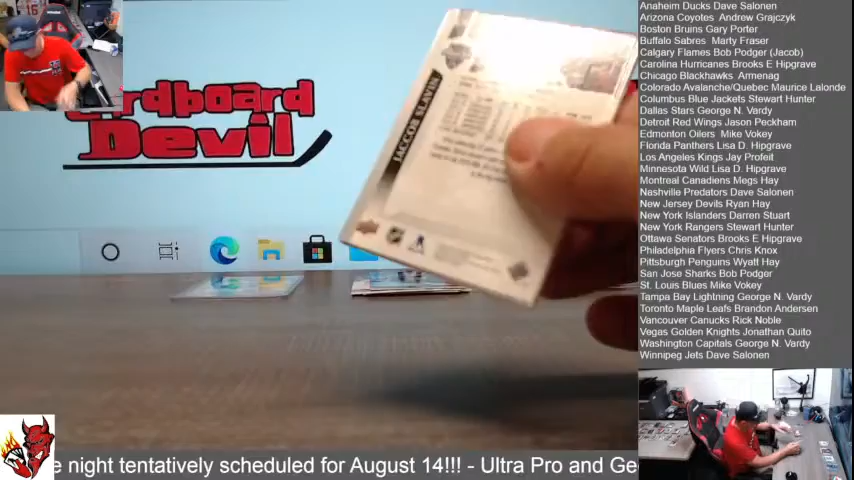 Anaheim Ducks Dave Salonen
Arizona Coyotes Andrew Grajczyk
Boston Bruins Gary Porter
Buffalo Sabres Marty Fraser
Calgary Flames Bob Podger (Jacob)
Carolina Hurricanes Brooks E Hipgrave
Chicago Blackhawks Armenag
Colorado Avalanche/Quebec Maurice Lalonde
Columbus Blue Jackets Stewart Hunter
Dallas Stars George N. Vardy
Detroit Red Wings Jason Peckham
Edmonton Oilers Mike Vokey
Florida Panthers Lisa D. Hipgrave
Los Angeles Kings Jay Profeit
Minnesota Wild Lisa D. Hipgrave
Montreal Canadiens Megs Hay
Nashville Predators Dave Salonen
New Jersey Devils Ryan Hay
New York Islanders Darren Stuart
New York Rangers Stewart Hunter
Ottawa Senators Brooks E Hipgrave
Philadelphia Flyers Chris Knox
Pittsburgh Penguins Wyatt Hay
San Jose Sharks Bob Podger
St. Louis Blues Mike Vokey
Tampa Bay Lightning George N. Vardy
Toronto Maple Leafs Brandon Andersen
Vancouver Canucks Rick Noble
Vegas Golden Knights Jonathan Quito
Washington Capitals George N. Vardy
Winnipeg Jets Dave Salonen
rdboard
Devil
JACCOB SLAVIN
e night tentatively scheduled for August 14!!! - Ultra Pro and Ge